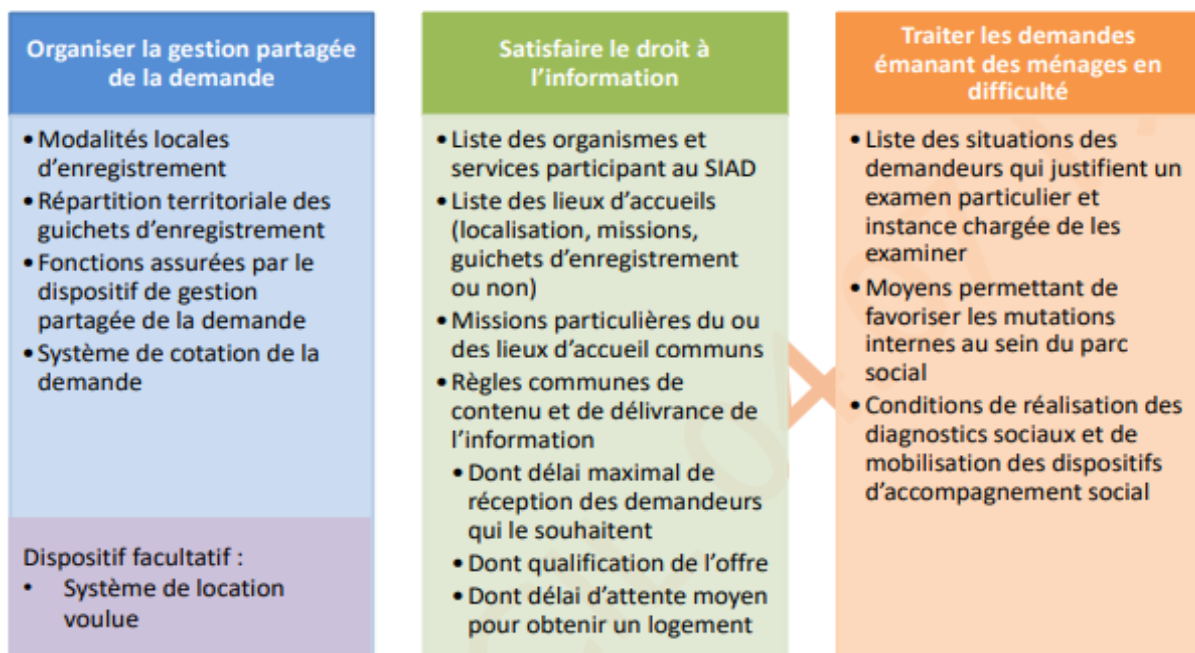 Organiser la gestion partagée
de la demande
• Modalités locales
d'enregistrement
• Répartition territoriale des
guichets d'enregistrement
• Fonctions assurées par le
dispositif de gestion
partagée de la demande
• Système de cotation de la
demande
Dispositif facultatif :
• Système de location
voulue
Satisfaire le droit à
l'information
• Liste des organismes et
services participant au SIAD
• Liste des lieux d'accueils
(localisation, missions,
guichets d'enregistrement
ou non)
• Missions particulières du ou
des lieux d'accueil communs
• Règles communes de
contenu et de délivrance de
l'information
• Dont délai maximal de
réception des demandeurs
qui le souhaitent
• Dont qualification de l'offre
• Dont délai d'attente moyen
pour obtenir un logement
Traiter les demandes
émanant des ménages en
difficulté
• Liste des situations des
demandeurs qui justifient un
examen particulier et
instance chargée de les
examiner
• Moyens permettant de
favoriser les mutations
internes au sein du parc
social
• Conditions de réalisation des
diagnostics sociaux et de
mobilisation des dispositifs
d'accompagnement social